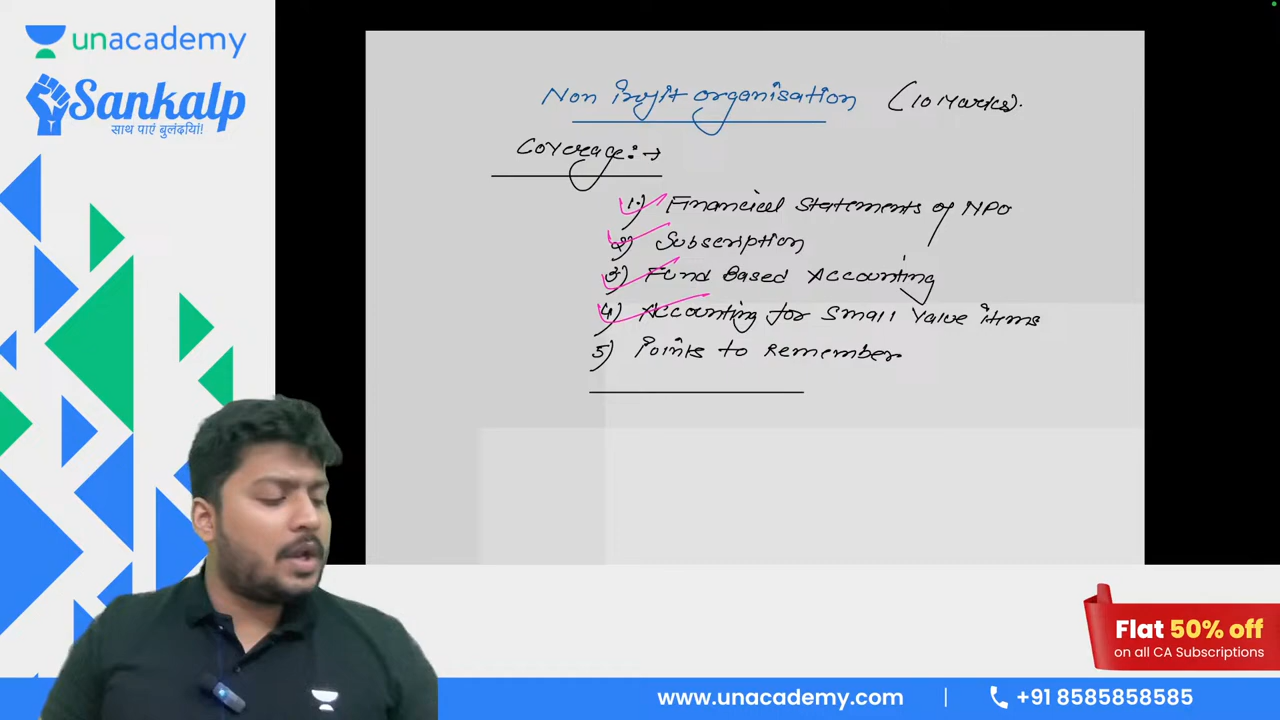 unacademy
Sankalp
साथ पाएं बुलंदियां!
Non Profit organisation (10 Marks).
Coverage:→
1.) Financial Statements of NPO
2) Subscription
3) Fund Based Accounting
4) Accounting for Small Value items
5) Points to Remember
Flat 50% off
on all CA Subscriptions
www.unacademy.com | +91 8585858585